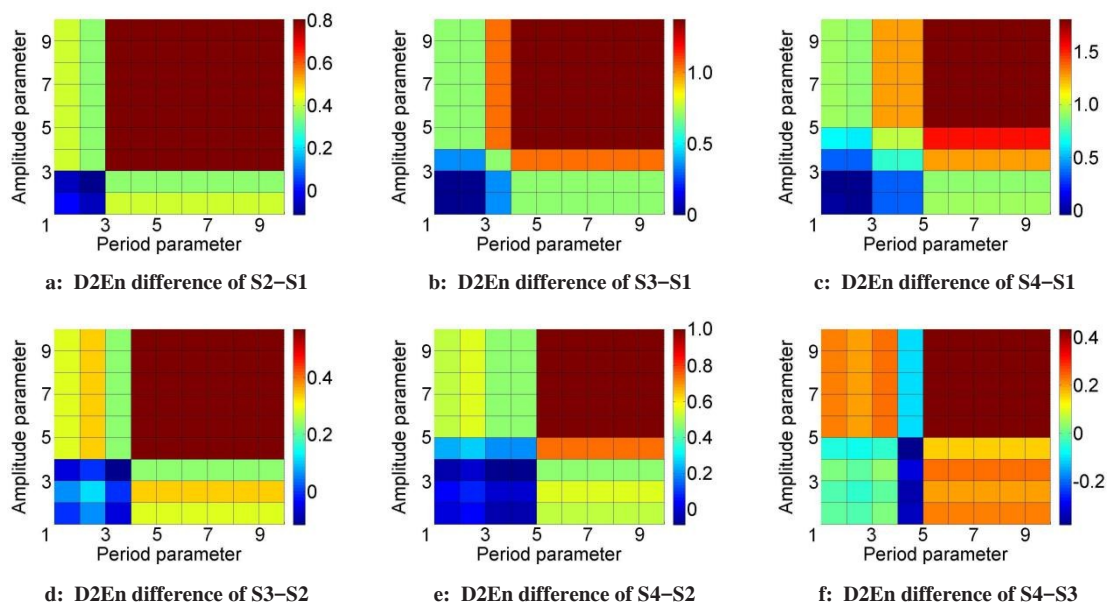 Amplitude parameter
9
7
5
3
1
1 3 5 7 9
Period parameter
0.8
0.6
0.4
0.2
0
a: D2En difference of S2−S1
Amplitude parameter
9
7
5
3
1 3 5 7 9
Period parameter
1.0
0.5
0
b: D2En difference of S3−S1
Amplitude parameter
9
7
5
3
1 3 5 7 9
Period parameter
1.5
1.0
0.5
0
c: D2En difference of S4−S1
Amplitude parameter
9
7
5
3
1 3 5 7 9
Period parameter
0.4
0.2
0
d: D2En difference of S3−S2
Amplitude parameter
9
7
5
3
1 3 5 7 9
Period parameter
1.0
0.8
0.6
0.4
0.2
0
e: D2En difference of S4−S2
Amplitude parameter
9
7
5
3
1 3 5 7 9
Period parameter
0.4
0.2
0
-0.2
f: D2En difference of S4−S3